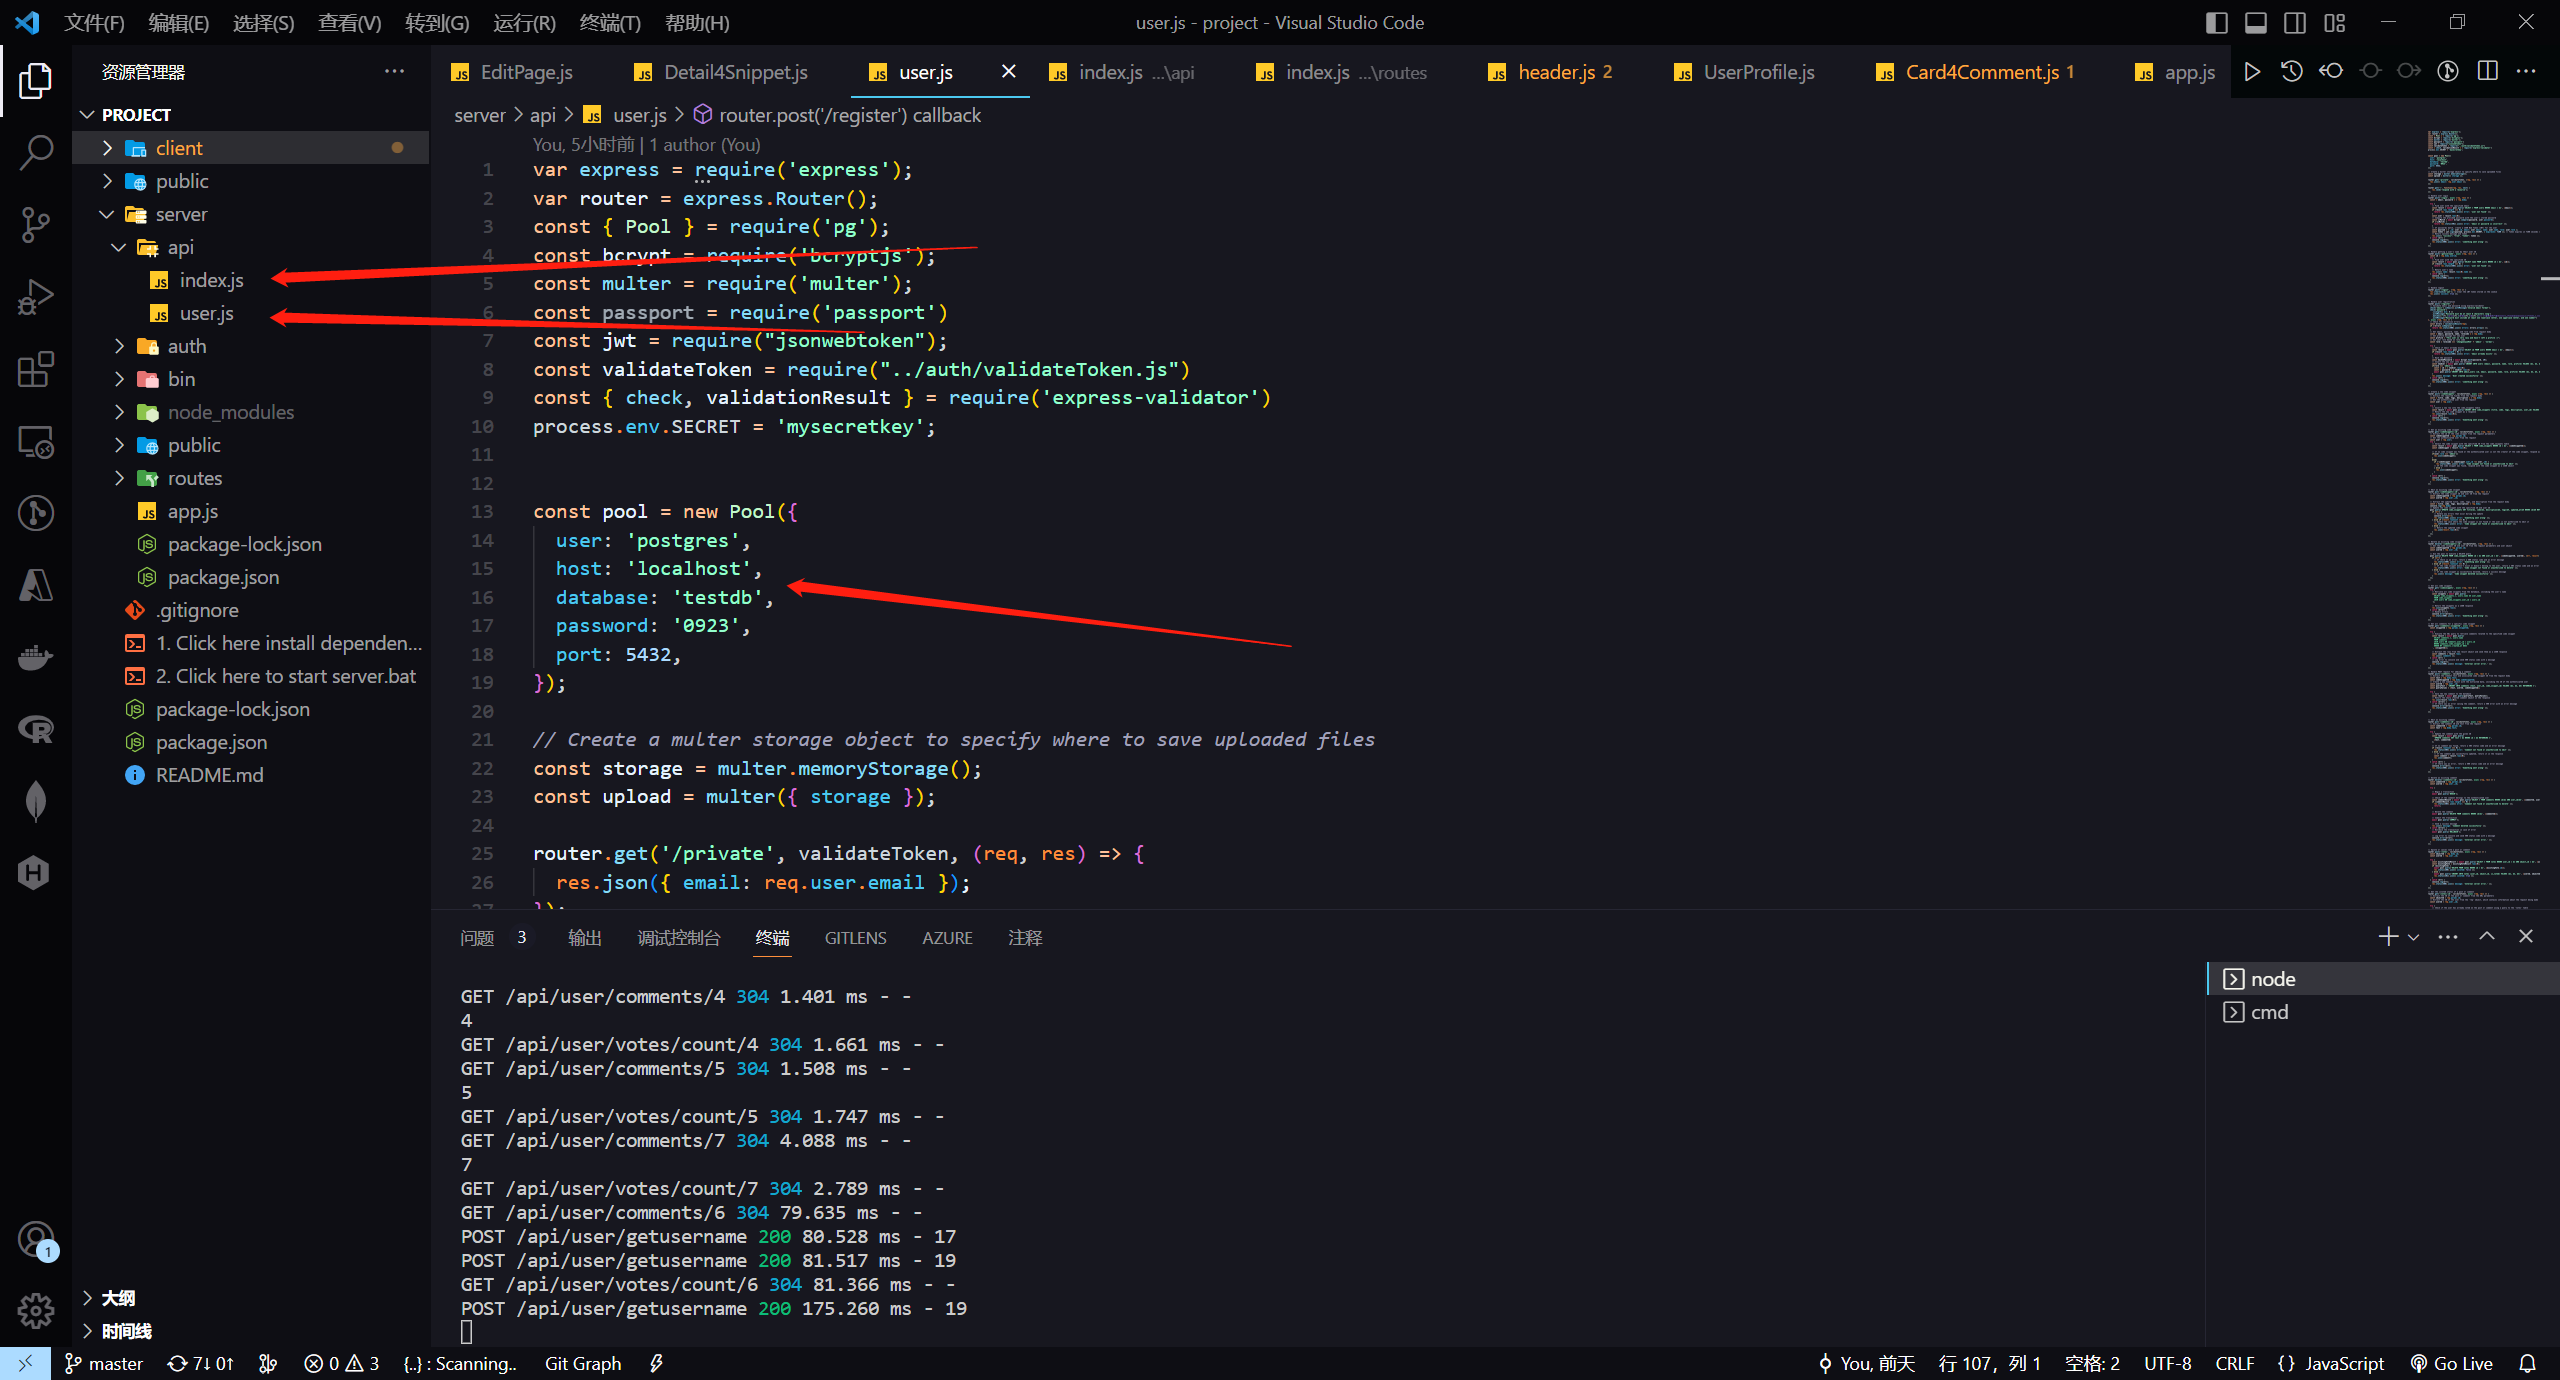 文件(F) 编辑(E) 选择(S) 查看(V) 转到(G) 运行(R) 终端(T) 帮助(H)
user.js - project - Visual Studio Code
资源管理器
PROJECT
client
public
server
api
index.js
user.js
auth
bin
node_modules
public
routes
app.js
package-lock.json
package.json
.gitignore
1. Click here install dependen...
2. Click here to start server.bat
package-lock.json
package.json
README.md
大纲
时间线
EditPage.js Detail4Snippet.js user.js index.js ...\api index.js ...\routes header.js 2 UserProfile.js Card4Comment.js 1 app.js
server > api > user.js > router.post('/register') callback
You, 5小时前 | 1 author (You)
1 var express = require('express');
2 var router = express.Router();
3 const { Pool } = require('pg');
4 const bcrypt = require('bcryptjs');
5 const multer = require('multer');
6 const passport = require('passport')
7 const jwt = require("jsonwebtoken");
8 const validateToken = require("../auth/validateToken.js")
9 const { check, validationResult } = require('express-validator')
10 process.env.SECRET = 'mysecretkey';
11
12
13 const pool = new Pool({
14 user: 'postgres',
15 host: 'localhost',
16 database: 'testdb',
17 password: '0923',
18 port: 5432,
19 });
20
21 // Create a multer storage object to specify where to save uploaded files
22 const storage = multer.memoryStorage();
23 const upload = multer({ storage });
24
25 router.get('/private', validateToken, (req, res) => {
26 res.json({ email: req.user.email });
27 });
问题 3 输出 调试控制台 终端 GITLENS AZURE 注释
GET /api/user/comments/4 304 1.401 ms - -
4
GET /api/user/votes/count/4 304 1.661 ms - -
GET /api/user/comments/5 304 1.508 ms - -
5
GET /api/user/votes/count/5 304 1.747 ms - -
GET /api/user/comments/7 304 4.088 ms - -
7
GET /api/user/votes/count/7 304 2.789 ms - -
GET /api/user/comments/6 304 79.635 ms - -
POST /api/user/getusername 200 80.528 ms - 17
POST /api/user/getusername 200 81.517 ms - 19
GET /api/user/votes/count/6 304 81.366 ms - -
POST /api/user/getusername 200 175.260 ms - 19
node
cmd
1
master 7↓ 0↑ 0 3 {..} : Scanning.. Git Graph You, 前天 行 107，列 1 空格: 2 UTF-8 CRLF {} JavaScript Go Live